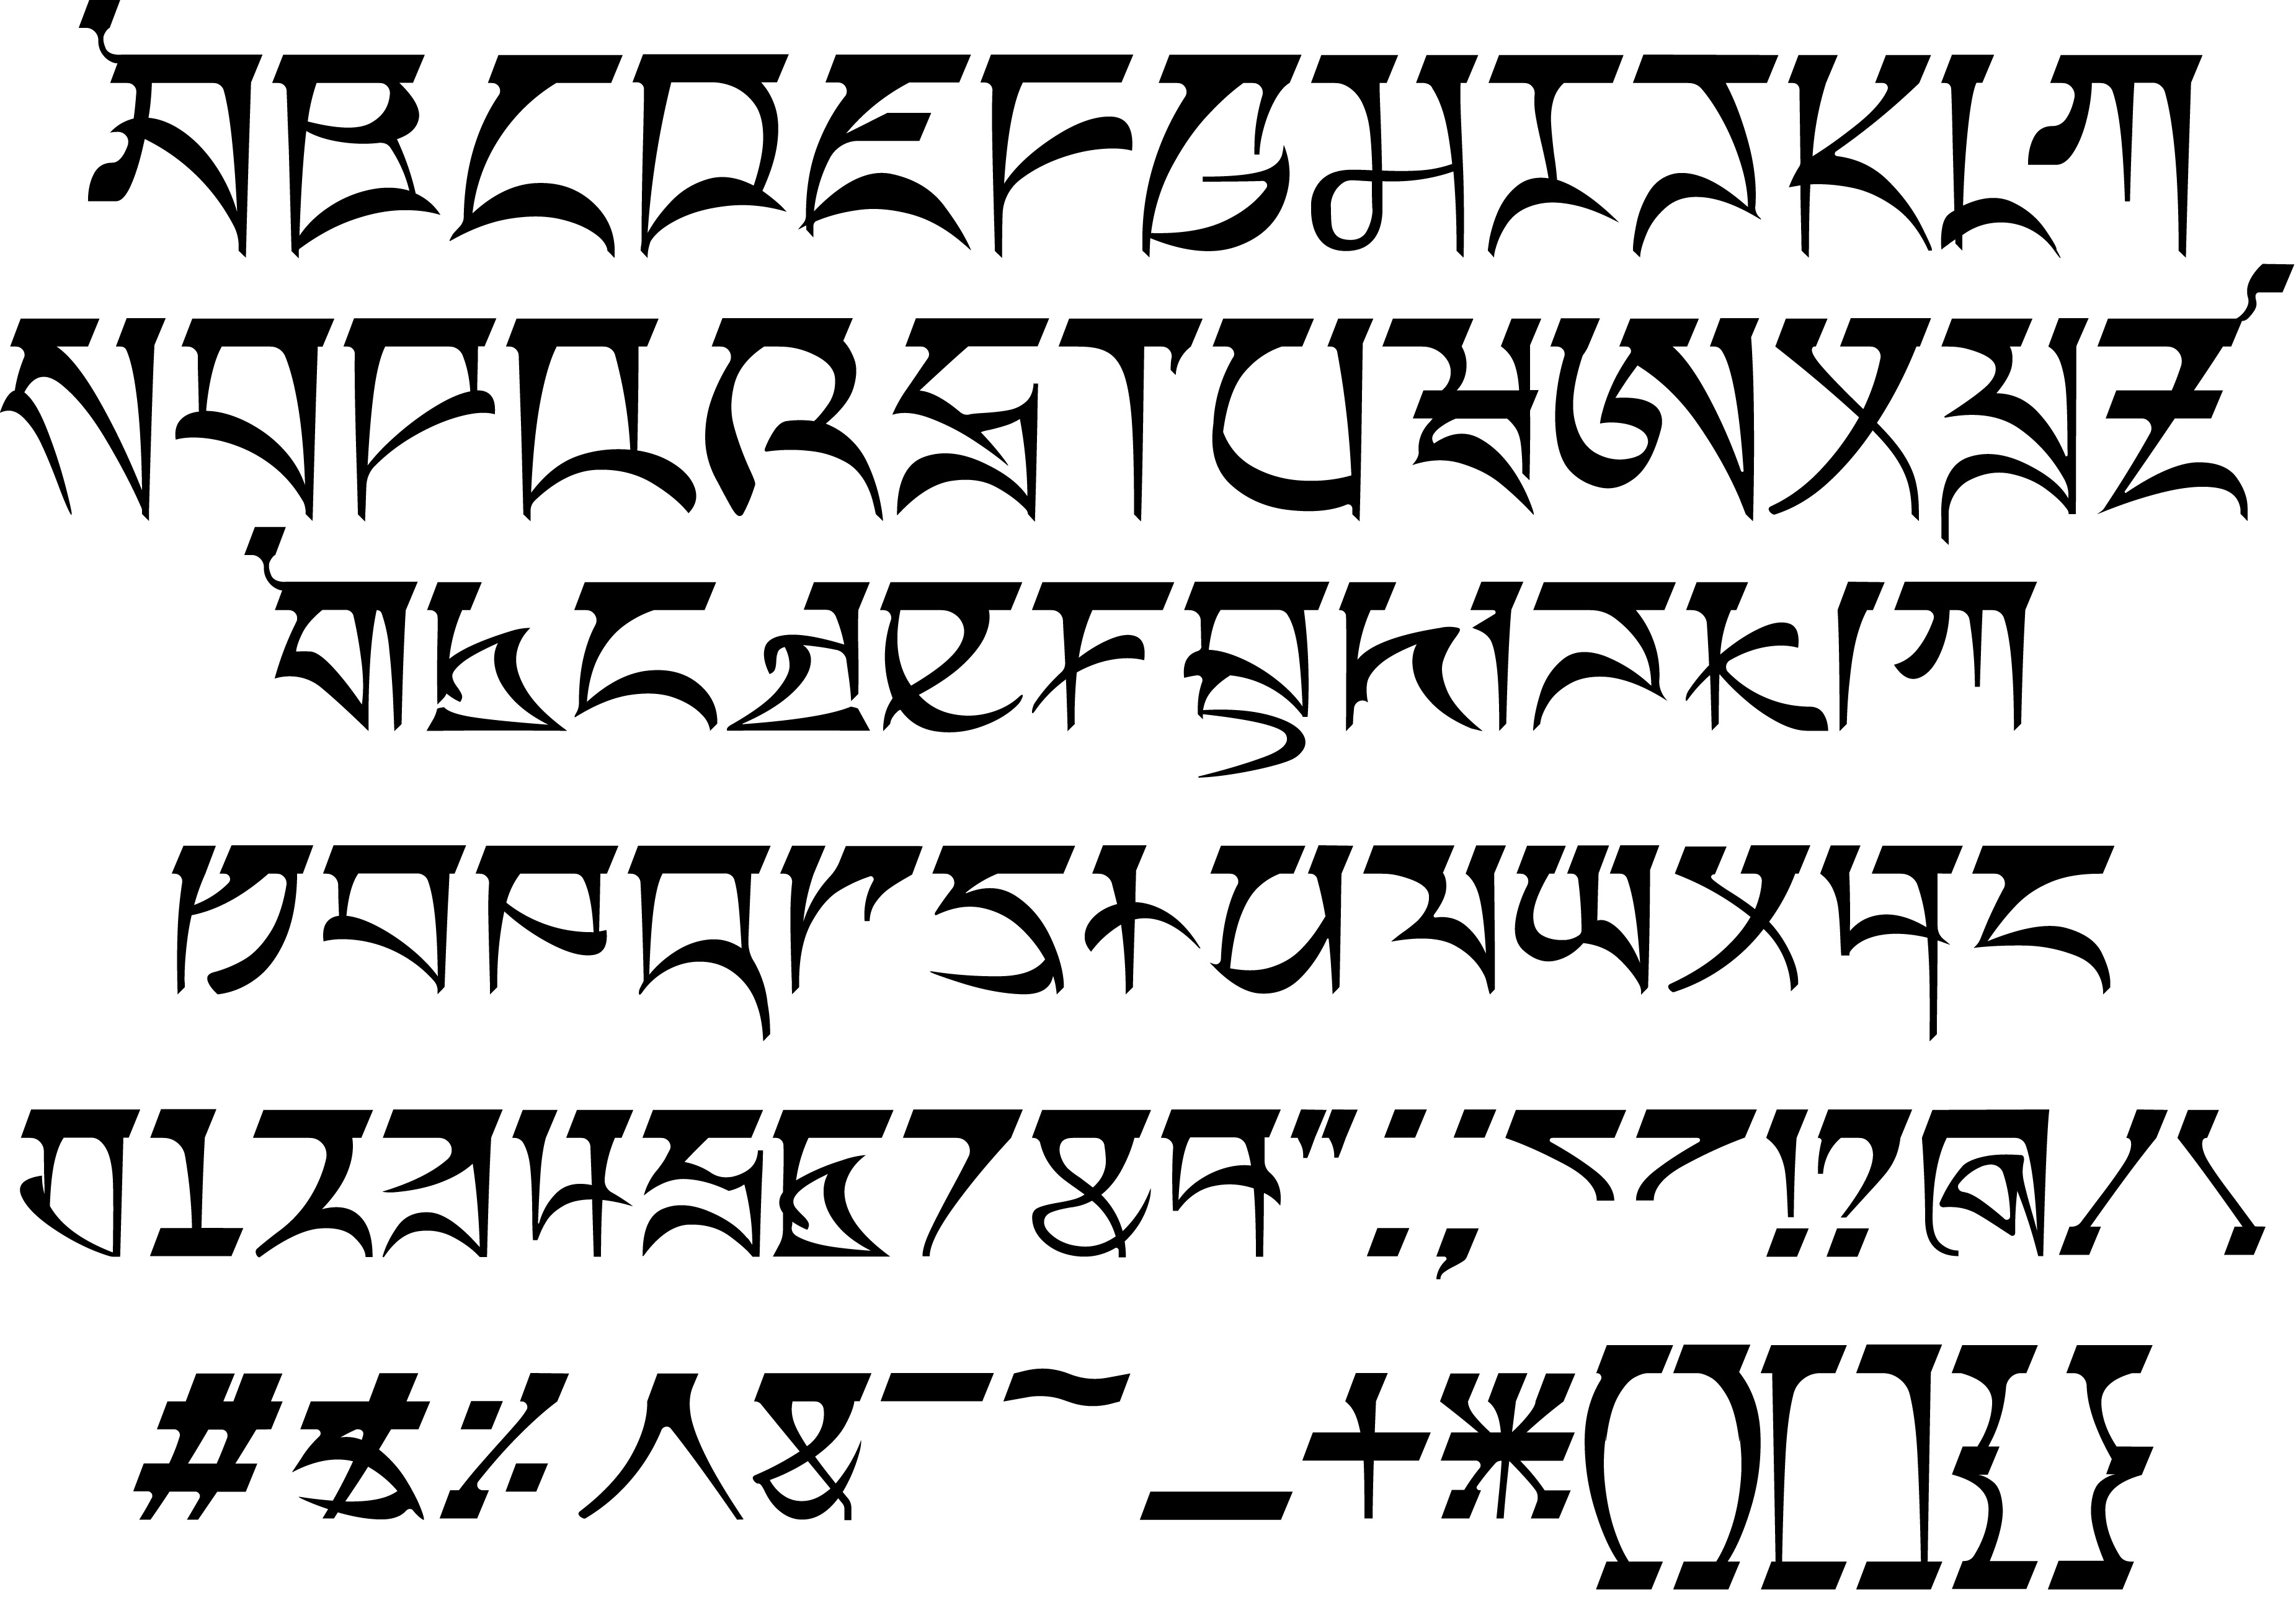 ABCDEFGHIJKLM
NOPQRSTUVWXYZ
abcdefghijklm
nopqrstuvwxyz
0123456789":;<>!?@/\
#$%^&-~_+*()[]{}